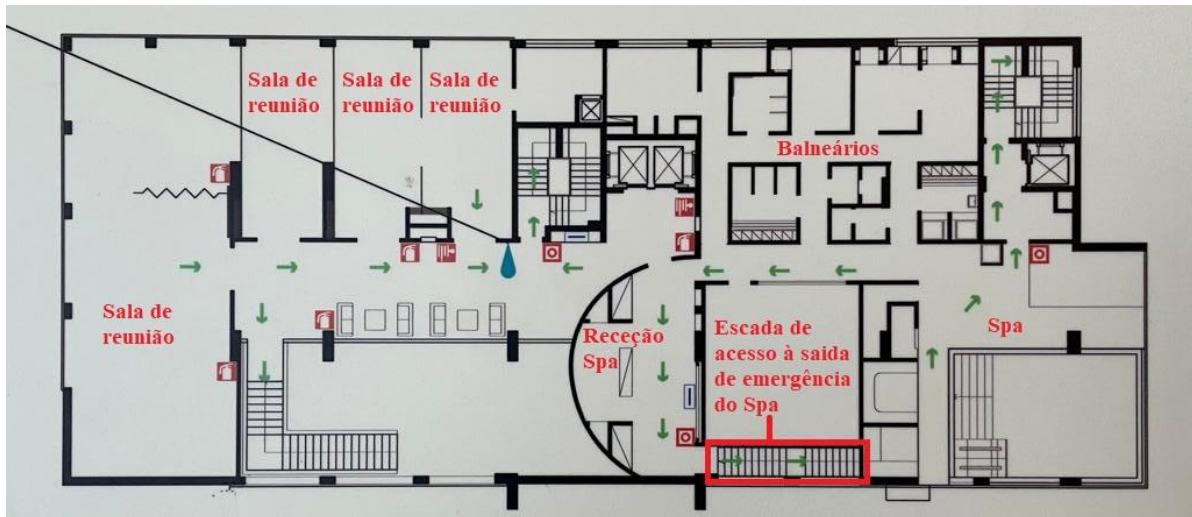 Sala de
reunião
Sala de
reunião
Sala de
reunião
Balneários
Sala de
reunião
Receção
Spa
Escada de
acesso à saida
de emergência
do Spa
Spa